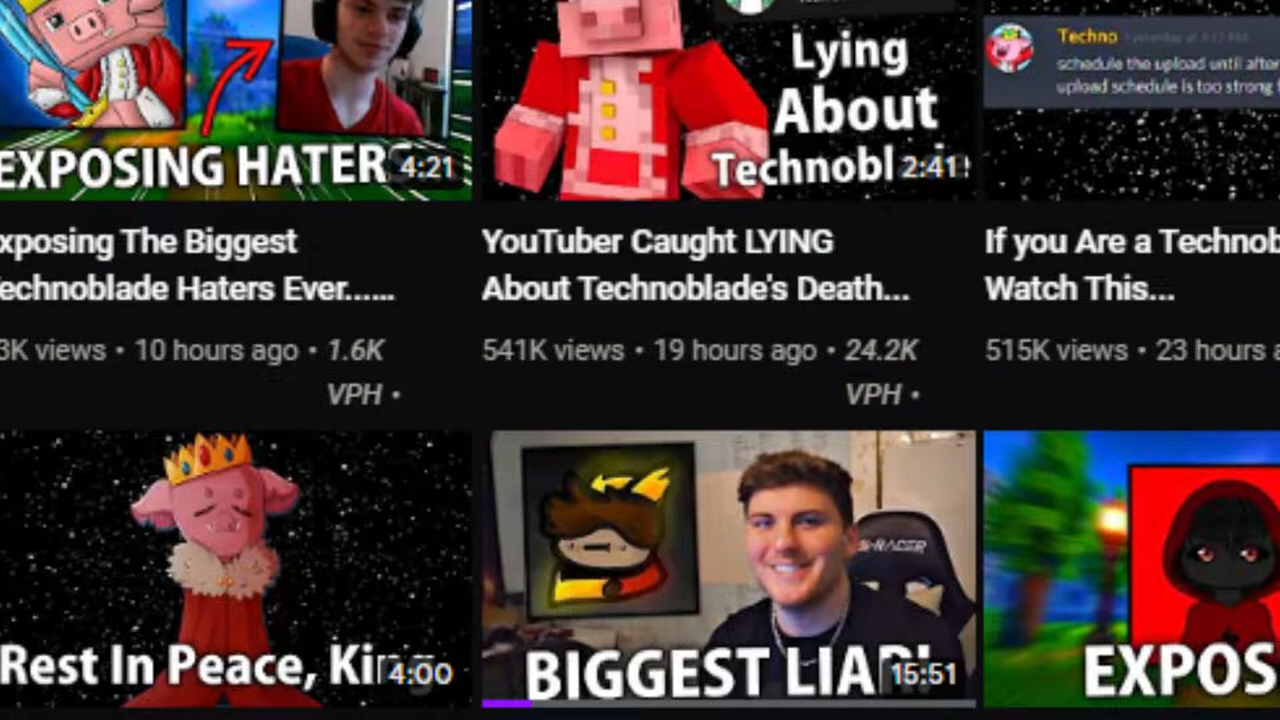 EXPOSING HATER
4:21
Lying
About
Technobl
2:41
Techno
schedule the upload until after
upload schedule is too strong
xposing The Biggest
echnoblade Haters Ever......
3K views • 10 hours ago • 1.6K
VPH •
YouTuber Caught LYING
About Technoblade's Death...
541K views • 19 hours ago • 24.2K
VPH •
If you Are a Technob
Watch This...
515K views • 23 hours a
Rest In Peace, Ki
4:00
BIGGEST LIAR!
15:51
EXPOS